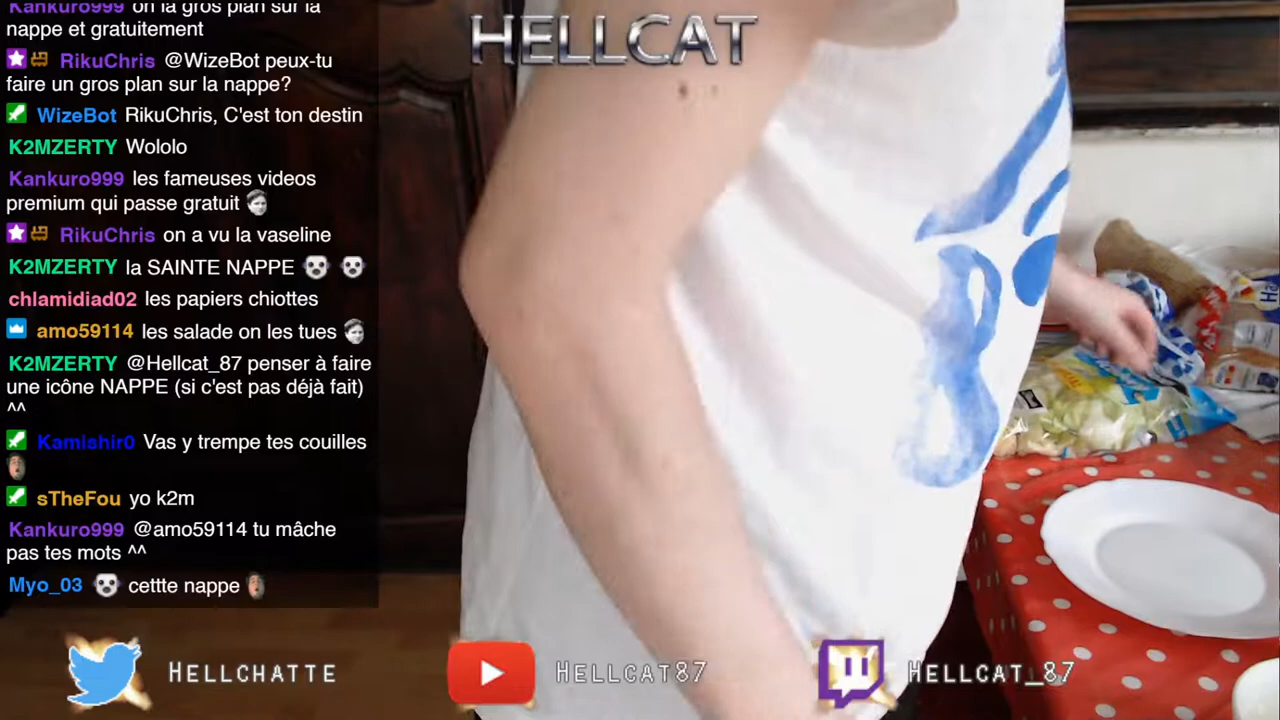 Kankuro999 on la gros plan sur la
nappe et gratuitement
RikuChris @WizeBot peux-tu
faire un gros plan sur la nappe?
WizeBot RikuChris, C'est ton destin
K2MZERTY Wololo
Kankuro999 les fameuses videos
premium qui passe gratuit
RikuChris on a vu la vaseline
K2MZERTY la SAINTE NAPPE
chlamidiad02 les papiers chiottes
amo59114 les salade on les tues
K2MZERTY @Hellcat_87 penser à faire
une icône NAPPE (si c'est pas déjà fait)
^^
Kamishir0 Vas y trempe tes couilles
sTheFou yo k2m
Kankuro999 @amo59114 tu mâche
pas tes mots ^^
Myo_03 cettte nappe
HELLCAT
HELLCHATTE
HELLCAT87
HELLCAT_87